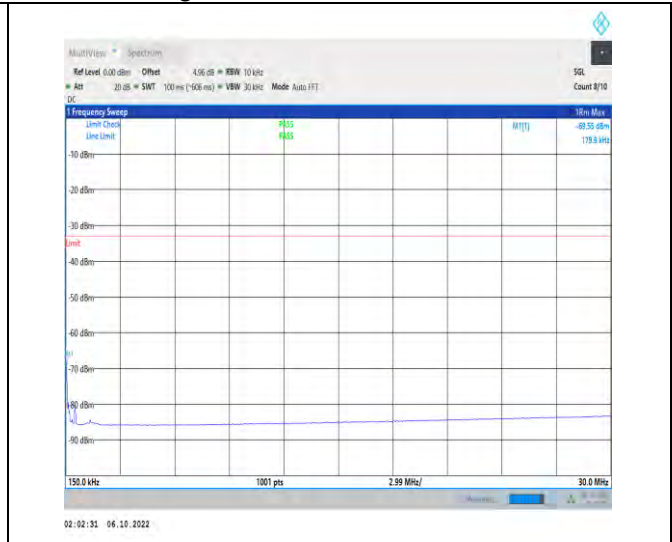 MultiView Spectrum
Ref Level 0.00 dBm Offset 4.96 dB RBW 10 kHz SGL
Att 20 dB SWT 100 ms (~606 ms) VBW 30 kHz Mode Auto FFT Count 8/10
DC
1 Frequency Sweep 1Rm Max
Limit Check PASS M1[1] -69.55 dBm
Line Limit PASS 179.9 kHz
-10 dBm
-20 dBm
-30 dBm
Limit
-40 dBm
-50 dBm
-60 dBm
M1
-70 dBm
-80 dBm
-90 dBm
150.0 kHz 1001 pts 2.99 MHz/ 30.0 MHz
02:02:31 06.10.2022